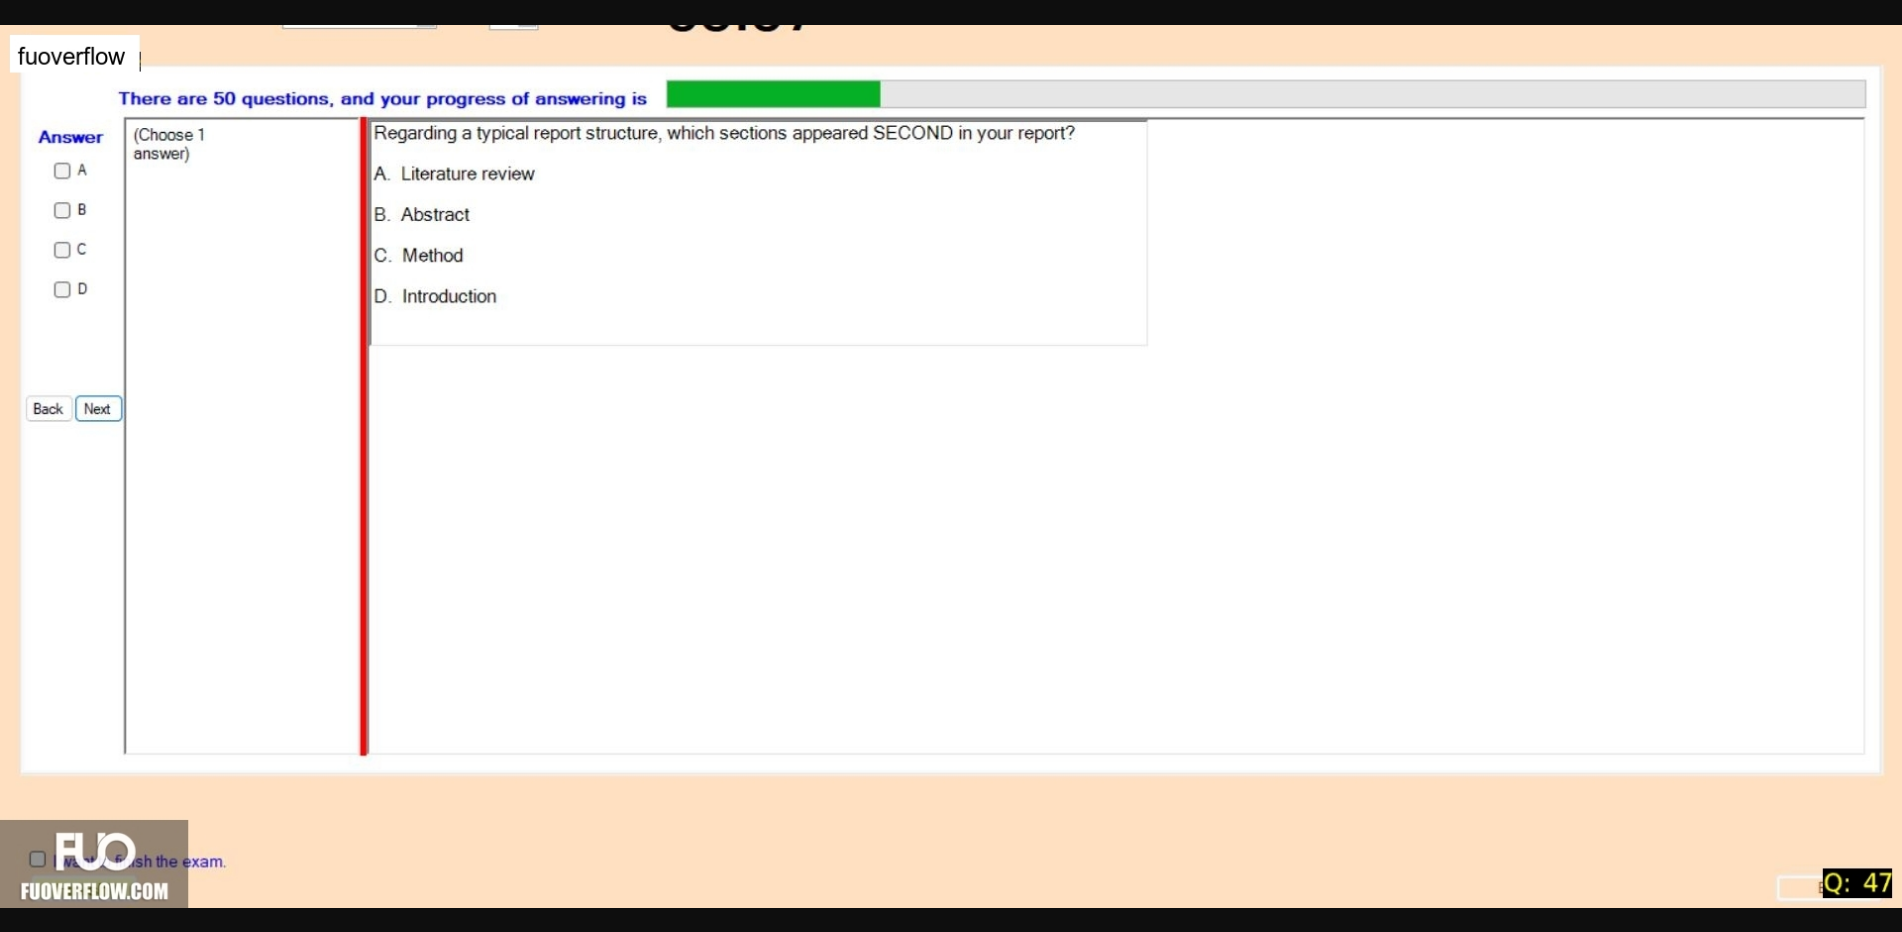 fuoverflow
There are 50 questions, and your progress of answering is
Answer
(Choose 1
answer)
A
B
C
D
Back
Next
Regarding a typical report structure, which sections appeared SECOND in your report?
A. Literature review
B. Abstract
C. Method
D. Introduction
FUO
finish the exam.
FUOVERFLOW.COM
Q: 47